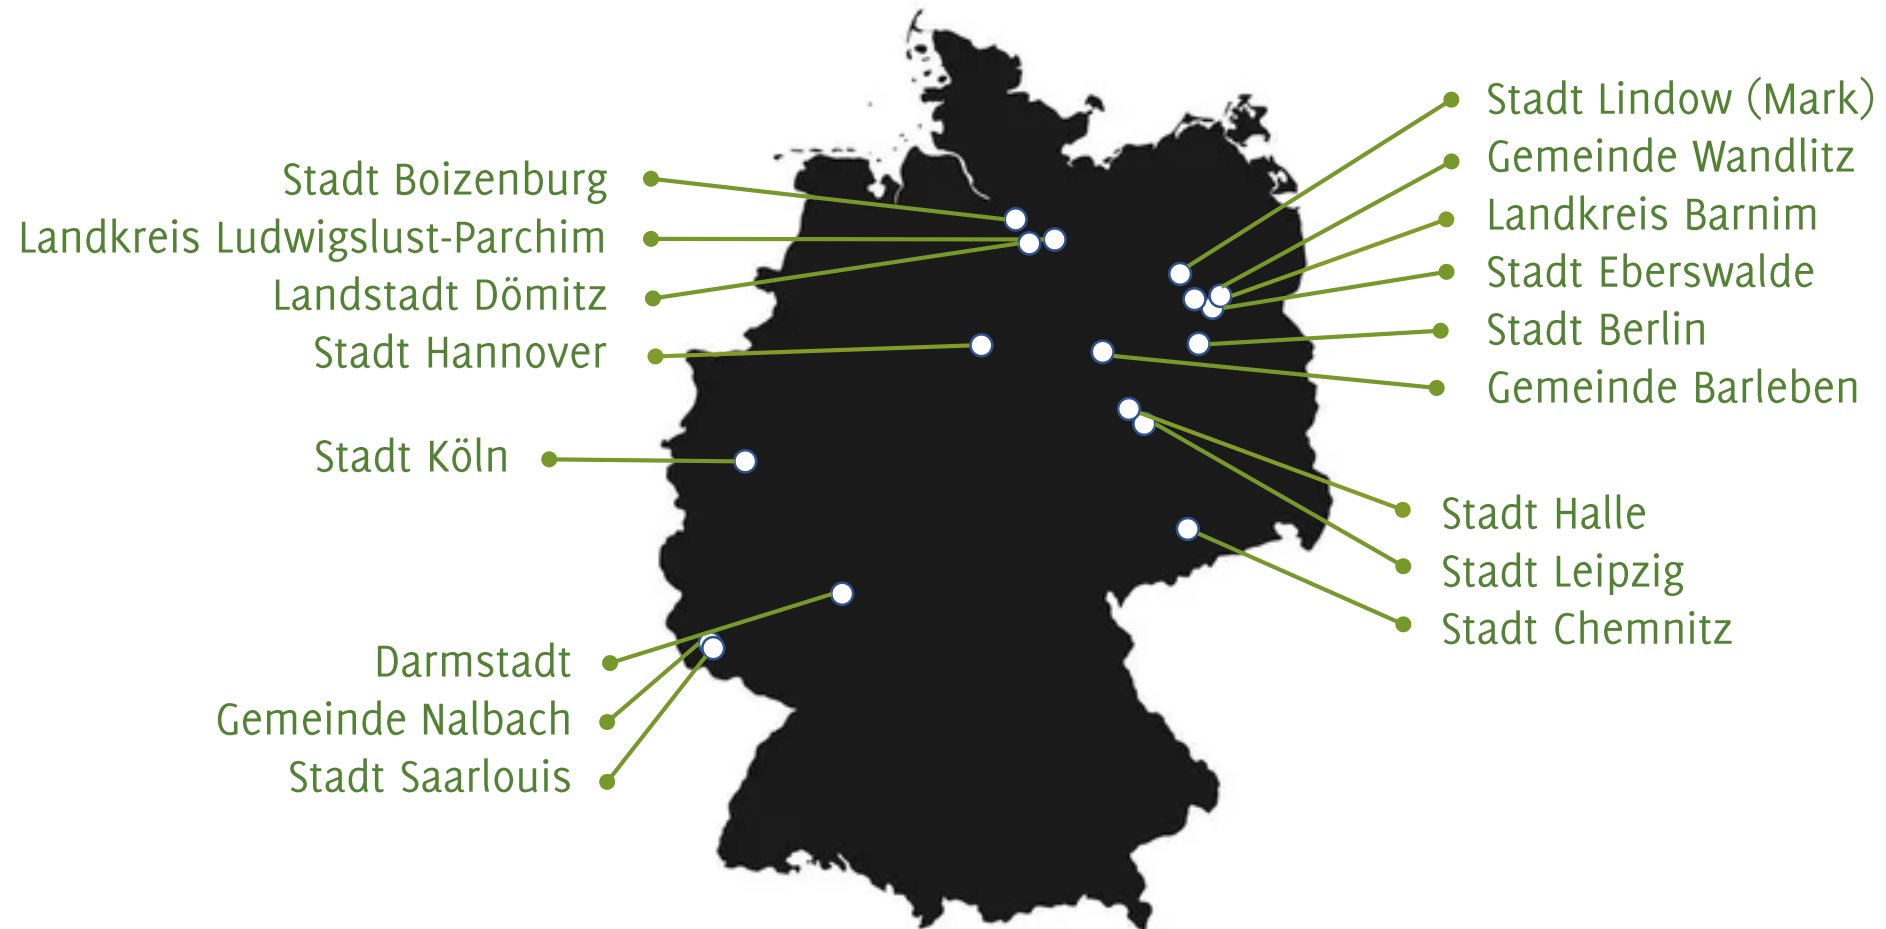 Stadt Boizenburg
Landkreis Ludwigslust-Parchim
Landstadt Dömitz
Stadt Hannover
Stadt Köln
Darmstadt
Gemeinde Nalbach
Stadt Saarlouis
Stadt Lindow (Mark)
Gemeinde Wandlitz
Landkreis Barnim
Stadt Eberswalde
Stadt Berlin
Gemeinde Barleben
Stadt Halle
Stadt Leipzig
Stadt Chemnitz